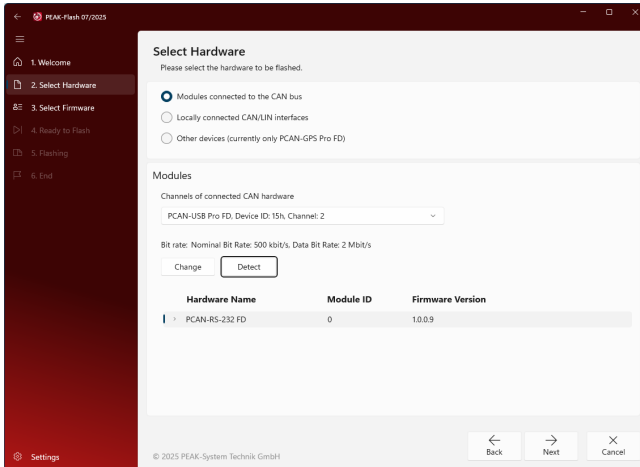 PEAK-Flash 07/2025
1. Welcome
2. Select Hardware
3. Select Firmware
4. Ready to Flash
5. Flashing
6. End
Settings
Select Hardware
Please select the hardware to be flashed.
Modules connected to the CAN bus
Locally connected CAN/LIN interfaces
Other devices (currently only PCAN-GPS Pro FD)
Modules
Channels of connected CAN hardware
PCAN-USB Pro FD, Device ID: 15h, Channel: 2
Bit rate: Nominal Bit Rate: 500 kbit/s, Data Bit Rate: 2 Mbit/s
Change Detect
Hardware Name Module ID Firmware Version
PCAN-RS-232 FD 0 1.0.0.9
© 2025 PEAK-System Technik GmbH
Back Next Cancel